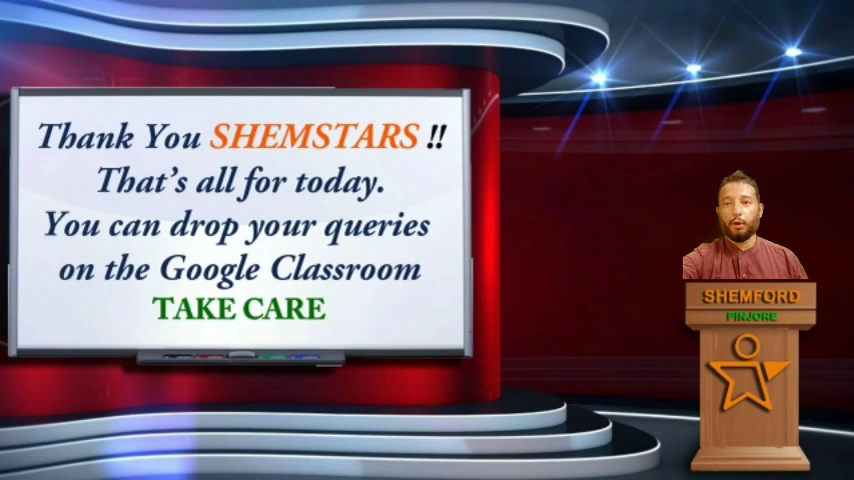 Thank You SHEMSTARS !!
That's all for today.
You can drop your queries
on the Google Classroom
TAKE CARE
SHEMFORD
PINJORE